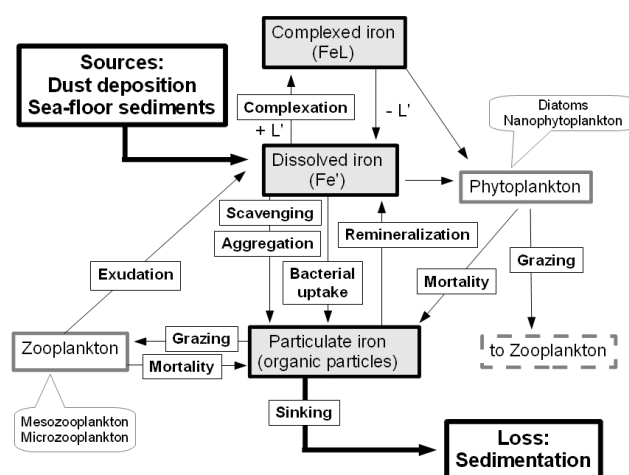 Complexed iron
(FeL)
Sources:
Dust deposition
Sea-floor sediments
Complexation
+ L'
- L'
Diatoms
Nanophytoplankton
Dissolved iron
(Fe')
Phytoplankton
Scavenging
Aggregation
Remineralization
Exudation
Bacterial
uptake
Mortality
Grazing
Zooplankton
Grazing
Mortality
Particulate iron
(organic particles)
to Zooplankton
Mesozooplankton
Microzooplankton
Sinking
Loss:
Sedimentation